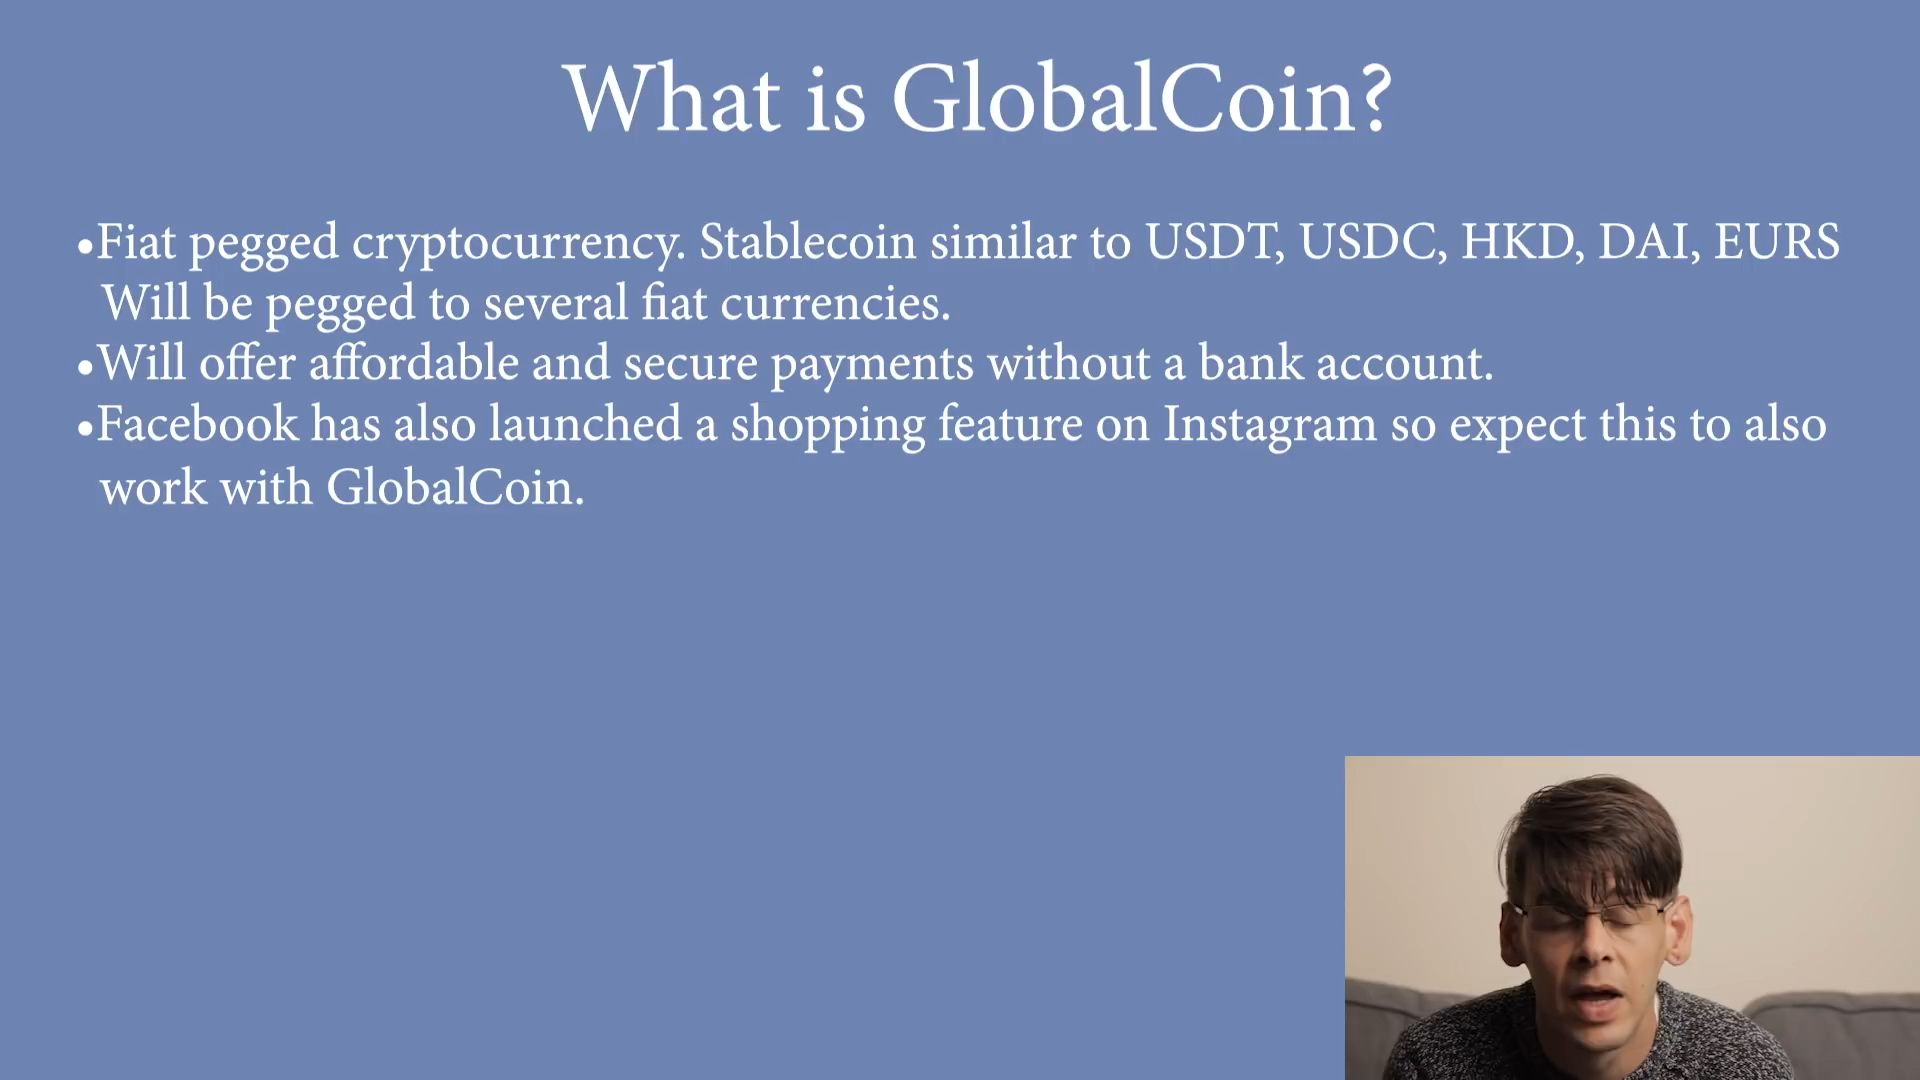 What is GlobalCoin?
•Fiat pegged cryptocurrency. Stablecoin similar to USDT, USDC, HKD, DAI, EURS
Will be pegged to several fiat currencies.
•Will offer affordable and secure payments without a bank account.
•Facebook has also launched a shopping feature on Instagram so expect this to also
work with GlobalCoin.